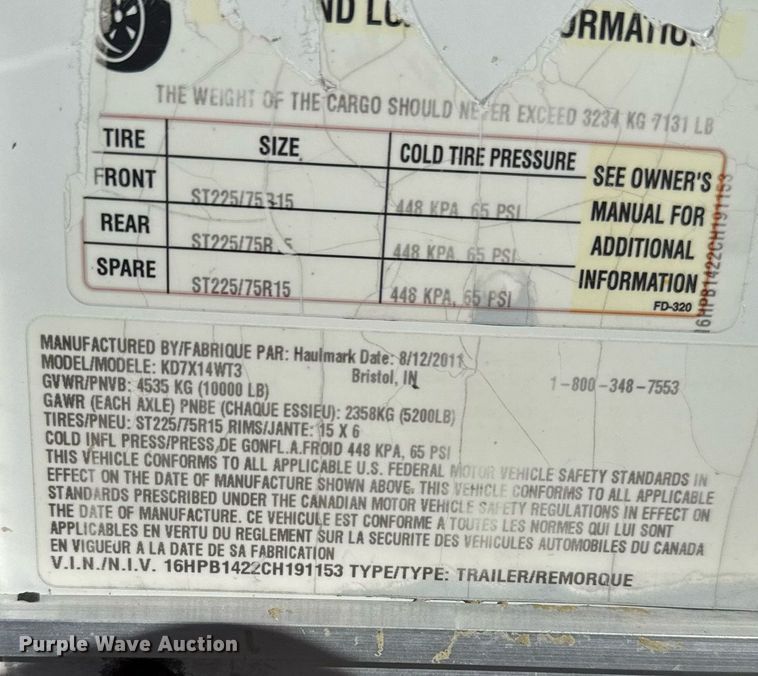 THE WEIGHT OF THE CARGO SHOULD NEVER EXCEED 3234 KG 7131 LB
TIRE SIZE COLD TIRE PRESSURE SEE OWNER'S MANUAL FOR ADDITIONAL INFORMATION
FRONT ST225/75R15 448 KPA, 65 PSI
REAR ST225/75R 5 448 KPA, 65 PSI
SPARE ST225/75R15 448 KPA, 65 PSI
FD-320
16HPB1422CH191153
MANUFACTURED BY/FABRIQUE PAR: Haulmark Date: 8/12/2011
MODEL/MODELE: KD7X14WT3 Bristol, IN 1-800-348-7553
GVWR/PNVB: 4535 KG (10000 LB)
GAWR (EACH AXLE) PNBE (CHAQUE ESSIEU): 2358KG (5200LB)
TIRES/PNEU: ST225/75R15 RIMS/JANTE: 15 X 6
COLD INFL PRESS/PRESS,DE GONFL.A.FROID 448 KPA, 65 PSI
THIS VEHICLE CONFORMS TO ALL APPLICABLE U.S. FEDERAL MOTOR VEHICLE SAFETY STANDARDS IN
EFFECT ON THE DATE OF MANUFACTURE SHOWN ABOVE. THIS VEHICLE CONFORMS TO ALL APPLICABLE
STANDARDS PRESCRIBED UNDER THE CANADIAN MOTOR VEHICLE SAFETY REGULATIONS IN EFFECT ON
THE DATE OF MANUFACTURE. CE VEHICULE EST CONFORME A TOUTES LES NORMES QUI LUI SONT
APPLICABLES EN VERTU DU REGLEMENT SUR LA SECURITE DES VEHICULES AUTOMOBILES DU CANADA
EN VIGUEUR A LA DATE DE SA FABRICATION
V.I.N./N.I.V. 16HPB1422CH191153 TYPE/TYPE: TRAILER/REMORQUE
Purple Wave Auction